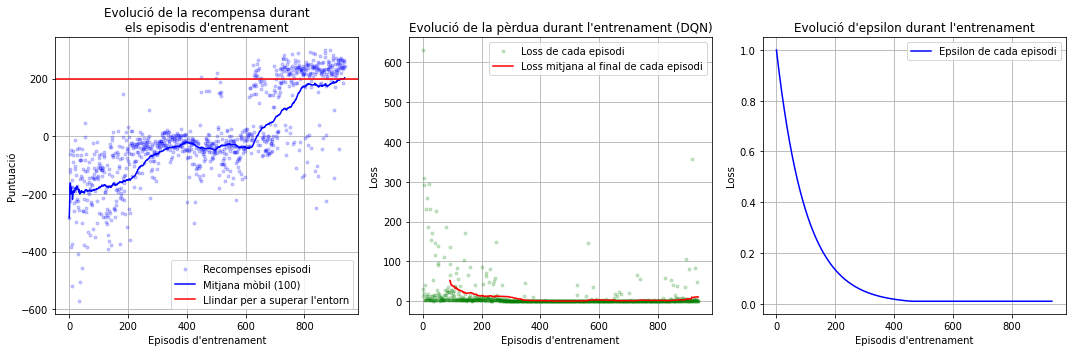 Evolució de la recompensa durant
els episodis d'entrenament
Puntuació
200
0
−200
−400
−600
0
200
400
600
800
Episodis d'entrenament
Recompenses episodi
Mitjana mòbil (100)
Llindar per a superar l'entorn
Evolució de la pèrdua durant l'entrenament (DQN)
Loss
600
500
400
300
200
100
0
0
200
400
600
800
Episodis d'entrenament
Loss de cada episodi
Loss mitjana al final de cada episodi
Evolució d'epsilon durant l'entrenament
Loss
1.0
0.8
0.6
0.4
0.2
0.0
0
200
400
600
800
Episodis d'entrenament
Epsilon de cada episodi